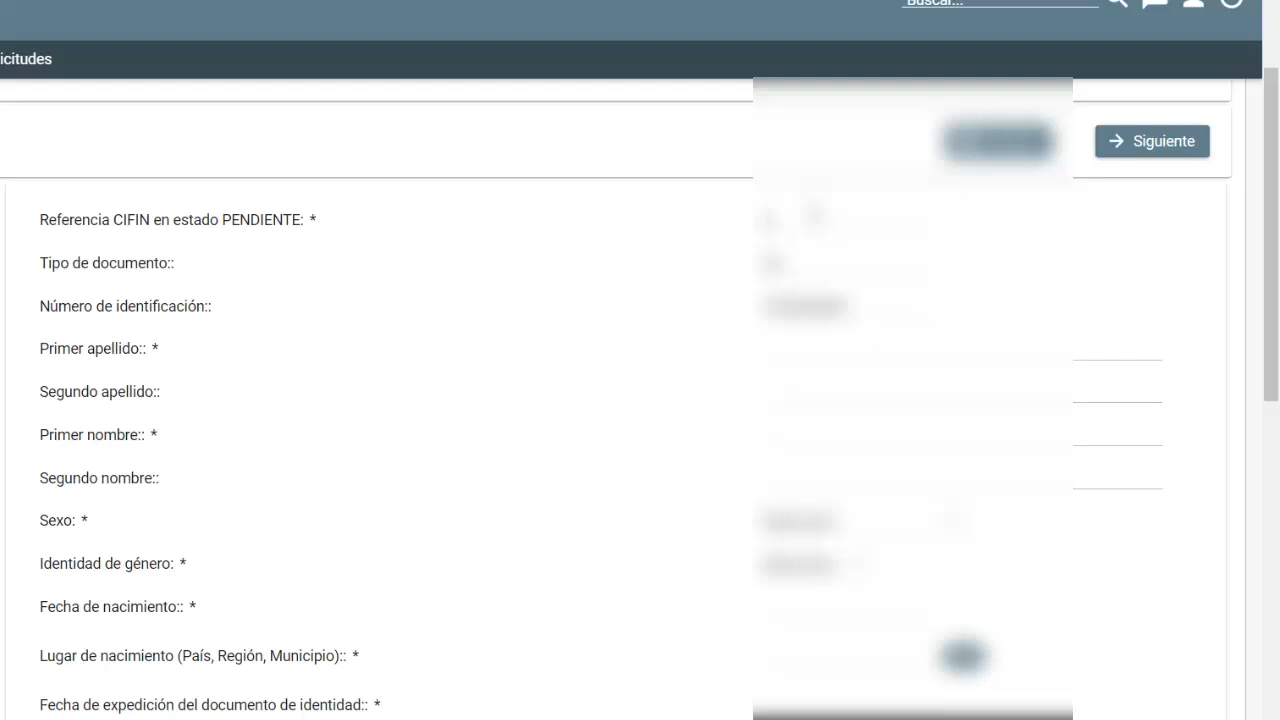 Buscar...
icitudes
Siguiente
Referencia CIFIN en estado PENDIENTE: *
Tipo de documento::
Número de identificación::
Primer apellido:: *
Segundo apellido::
Primer nombre:: *
Segundo nombre::
Sexo: *
Identidad de género: *
Fecha de nacimiento:: *
Lugar de nacimiento (País, Región, Municipio):: *
Fecha de expedición del documento de identidad:: *